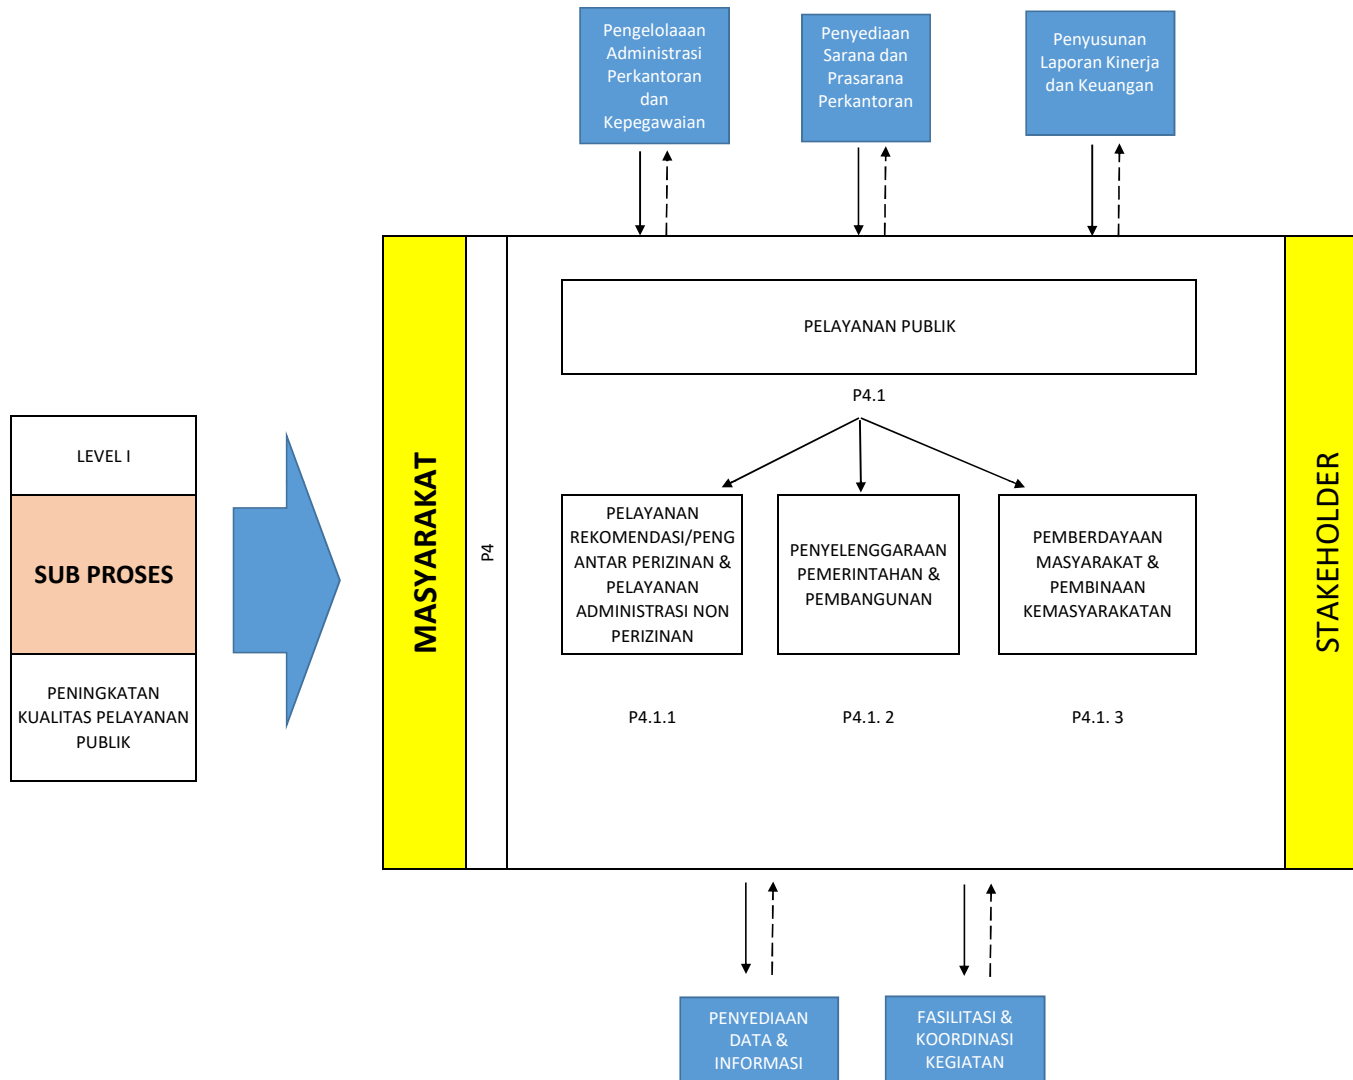 Pengelolaaan
Administrasi
Perkantoran
dan
Kepegawaian
Penyediaan
Sarana dan
Prasarana
Perkantoran
Penyusunan
Laporan Kinerja
dan Keuangan
LEVEL I
SUB PROSES
PENINGKATAN
KUALITAS PELAYANAN
PUBLIK
MASYARAKAT
P4
PELAYANAN PUBLIK
P4.1
PELAYANAN
REKOMENDASI/PENG
ANTAR PERIZINAN &
PELAYANAN
ADMINISTRASI NON
PERIZINAN
PENYELENGGARAAN
PEMERINTAHAN &
PEMBANGUNAN
PEMBERDAYAAN
MASYARAKAT &
PEMBINAAN
KEMASYARAKATAN
P4.1.1
P4.1. 2
P4.1. 3
STAKEHOLDER
PENYEDIAAN
DATA &
INFORMASI
FASILITASI &
KOORDINASI
KEGIATAN